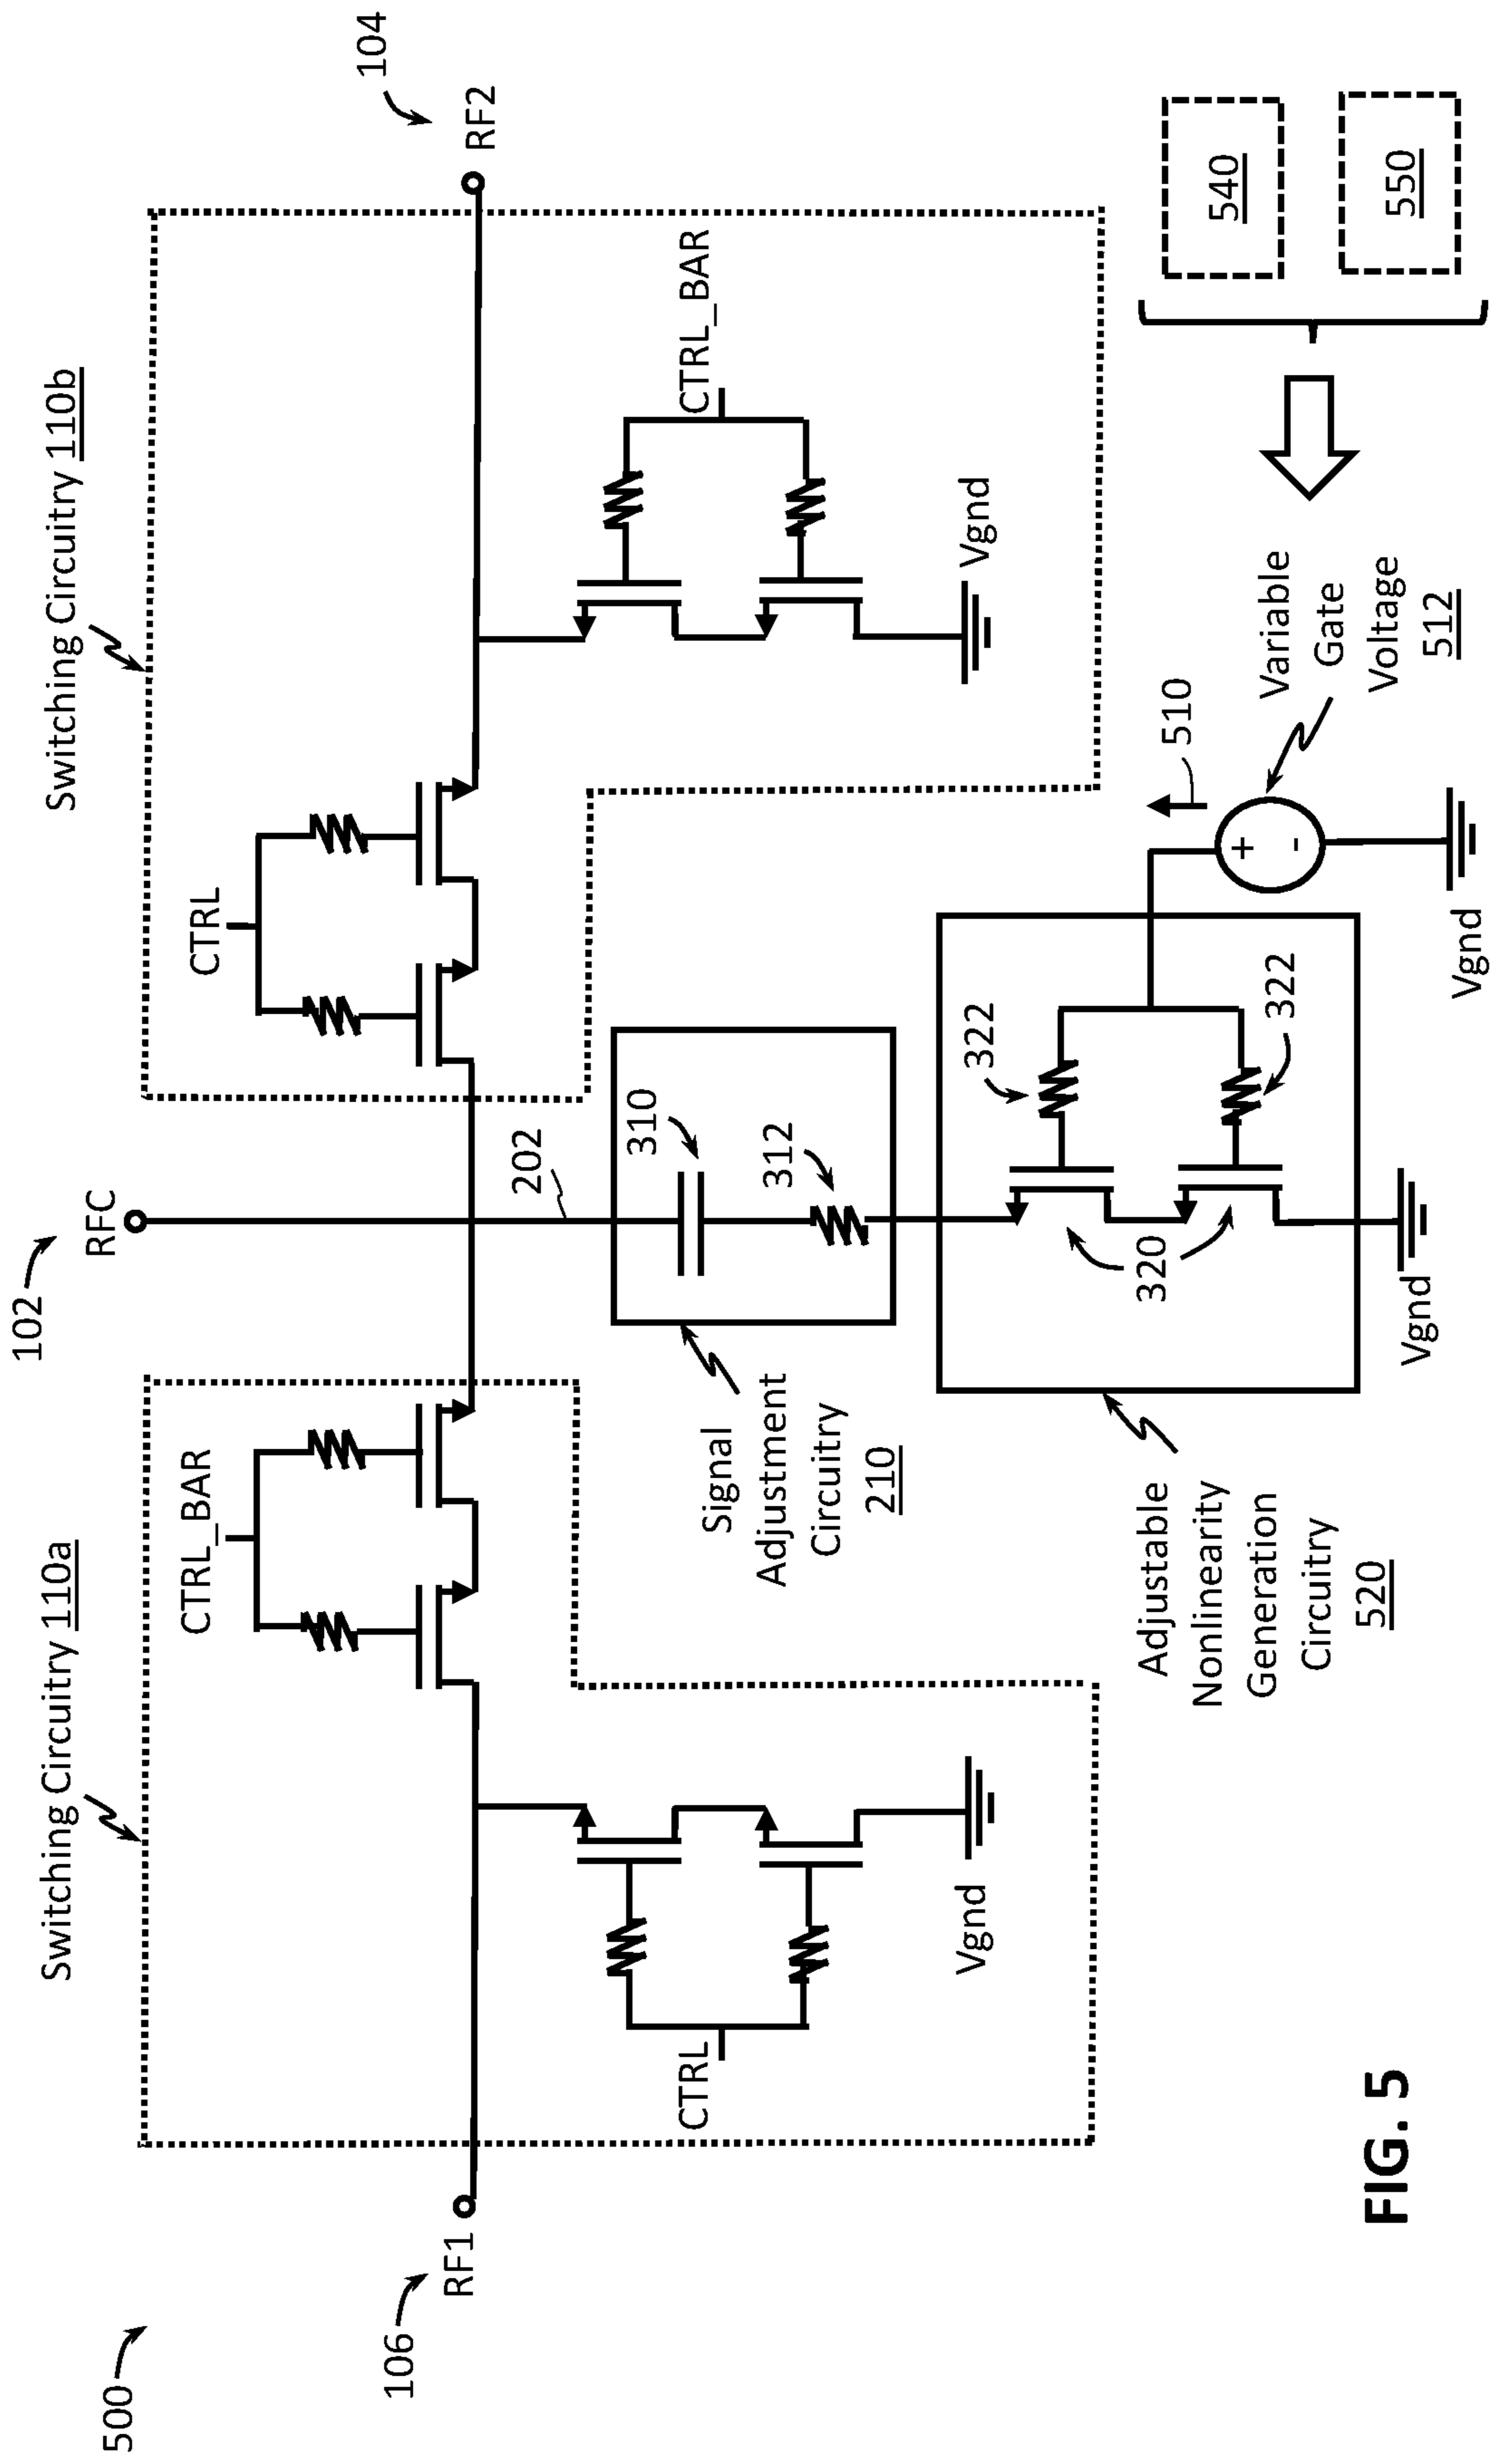 500
102
RFC
104
RF2
106
RF1
Switching Circuitry 110a
Switching Circuitry 110b
CTRL_BAR
CTRL
CTRL
CTRL_BAR
Vgnd
Vgnd
202
310
312
Signal
Adjustment
Circuitry
210
322
322
320
Adjustable
Nonlinearity
Generation
Circuitry
520
Vgnd
510
+
-
Vgnd
Variable
Gate
Voltage
512
540
550
FIG. 5